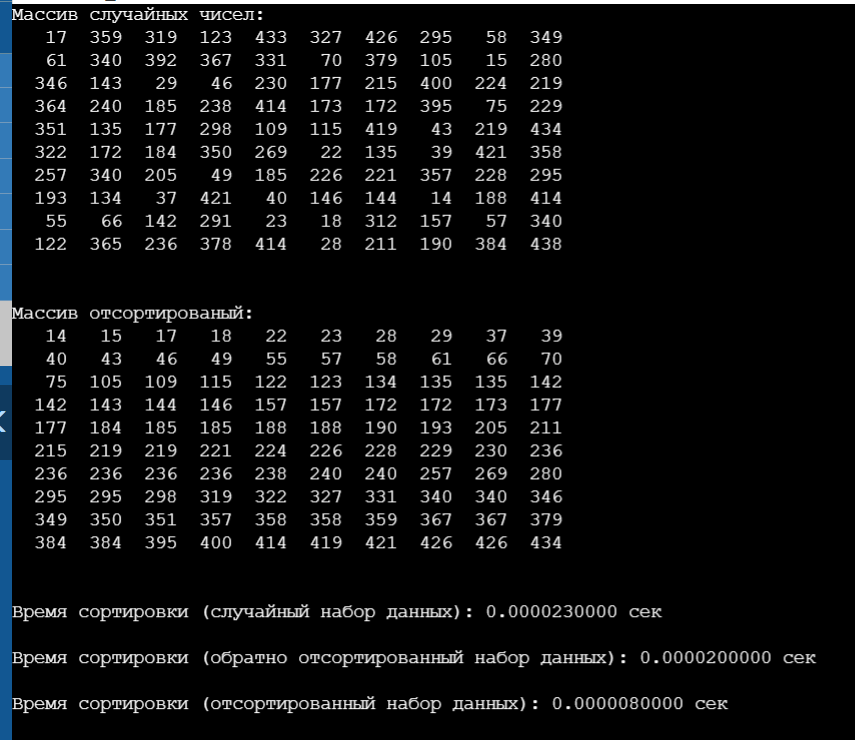 Массив случайных чисел:
17 359 319 123 433 327 426 295 58 349
61 340 392 367 331 70 379 105 15 280
346 143 29 46 230 177 215 400 224 219
364 240 185 238 414 173 172 395 75 229
351 135 177 298 109 115 419 43 219 434
322 172 184 350 269 22 135 39 421 358
257 340 205 49 185 226 221 357 228 295
193 134 37 421 40 146 144 14 188 414
55 66 142 291 23 18 312 157 57 340
122 365 236 378 414 28 211 190 384 438
Массив отсортированый:
14 15 17 18 22 23 28 29 37 39
40 43 46 49 55 57 58 61 66 70
75 105 109 115 122 123 134 135 135 142
142 143 144 146 157 157 172 172 173 177
177 184 185 185 188 188 190 193 205 211
215 219 219 221 224 226 228 229 230 236
236 236 236 236 238 240 240 257 269 280
295 295 298 319 322 327 331 340 340 346
349 350 351 357 358 358 359 367 367 379
384 384 395 400 414 419 421 426 426 434
Время сортировки (случайный набор данных): 0.0000230000 сек
Время сортировки (обратно отсортированный набор данных): 0.0000200000 сек
Время сортировки (отсортированный набор данных): 0.0000080000 сек